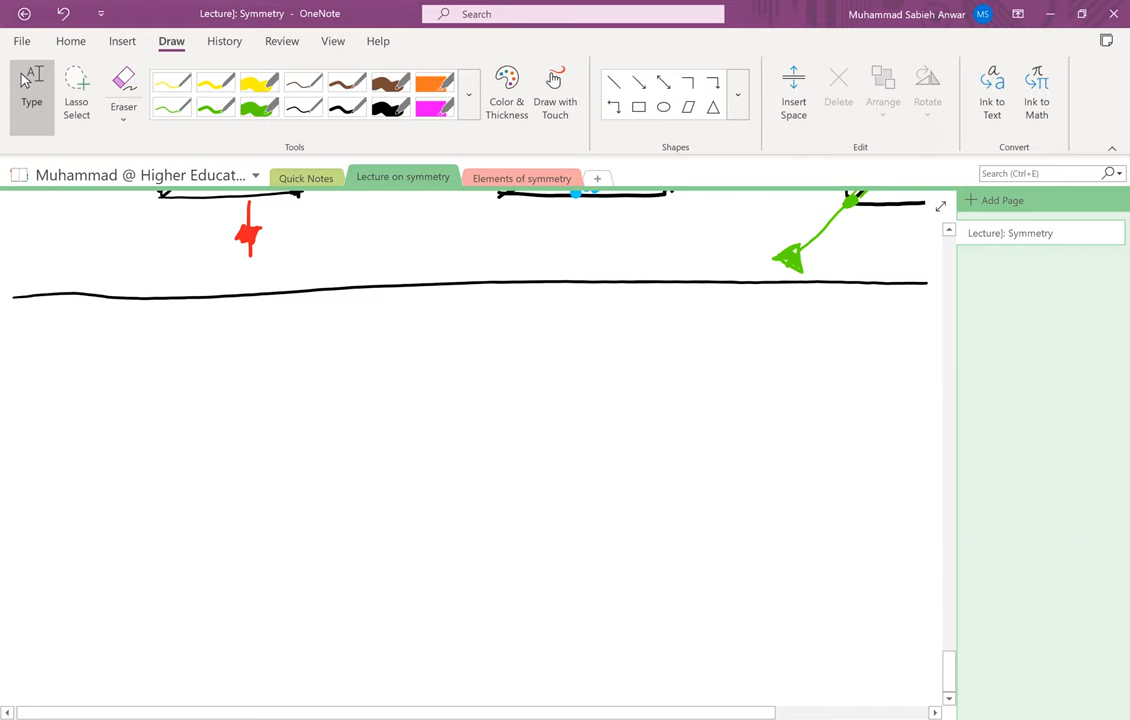 Lecture]: Symmetry - OneNote
Search
Muhammad Sabieh Anwar
MS
File
Home
Insert
Draw
History
Review
View
Help
Type
Lasso
Select
Eraser
Color &
Thickness
Draw with
Touch
Insert
Space
Delete
Arrange
Rotate
Ink to
Text
Ink to
Math
Tools
Shapes
Edit
Convert
Muhammad @ Higher Educat...
Quick Notes
Lecture on symmetry
Elements of symmetry
Search (Ctrl+E)
Add Page
Lecture]: Symmetry